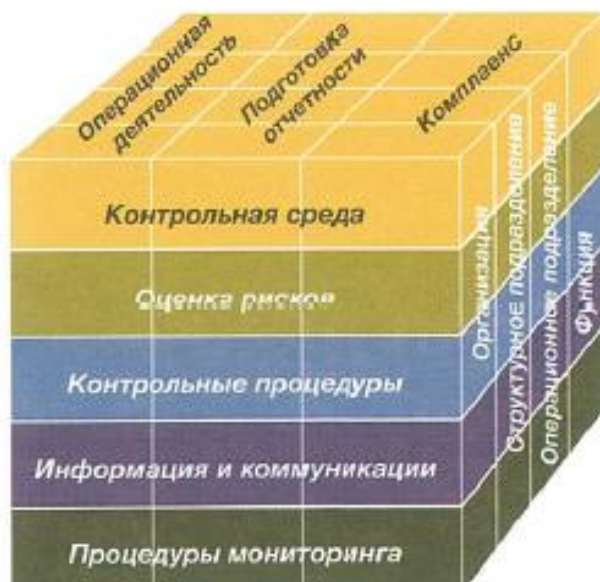 Операционная
деятельность
Подготовка
отчетности
Комплаенс
Контрольная среда
Оценка рисков
Контрольные процедуры
Информация и коммуникации
Процедуры мониторинга
Организация
Структурное подразделение
Операционное подразделение
Функция